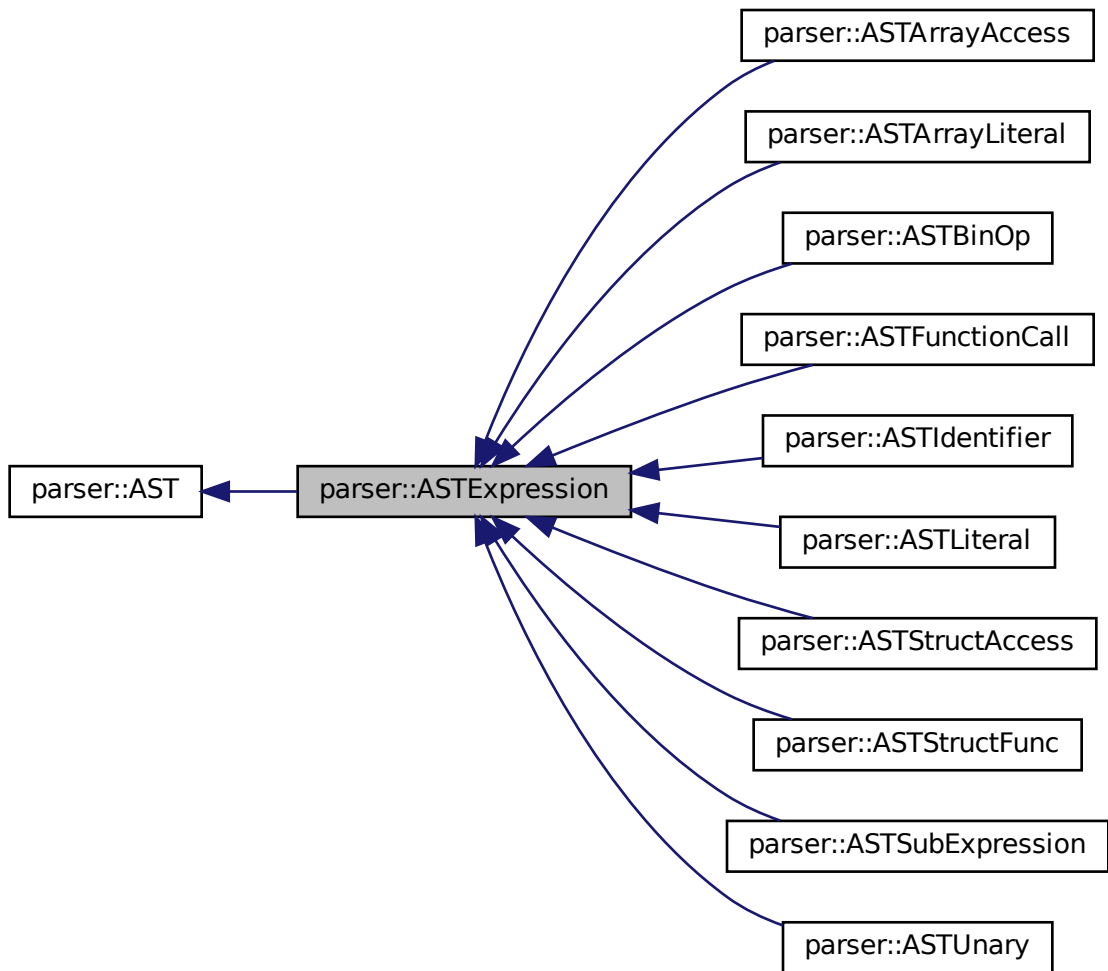 parser::ASTArrayAccess
parser::ASTArrayLiteral
parser::ASTBinOp
parser::ASTFunctionCall
parser::ASTIdentifier
parser::AST
parser::ASTExpression
parser::ASTLiteral
parser::ASTStructAccess
parser::ASTStructFunc
parser::ASTSubExpression
parser::ASTUnary